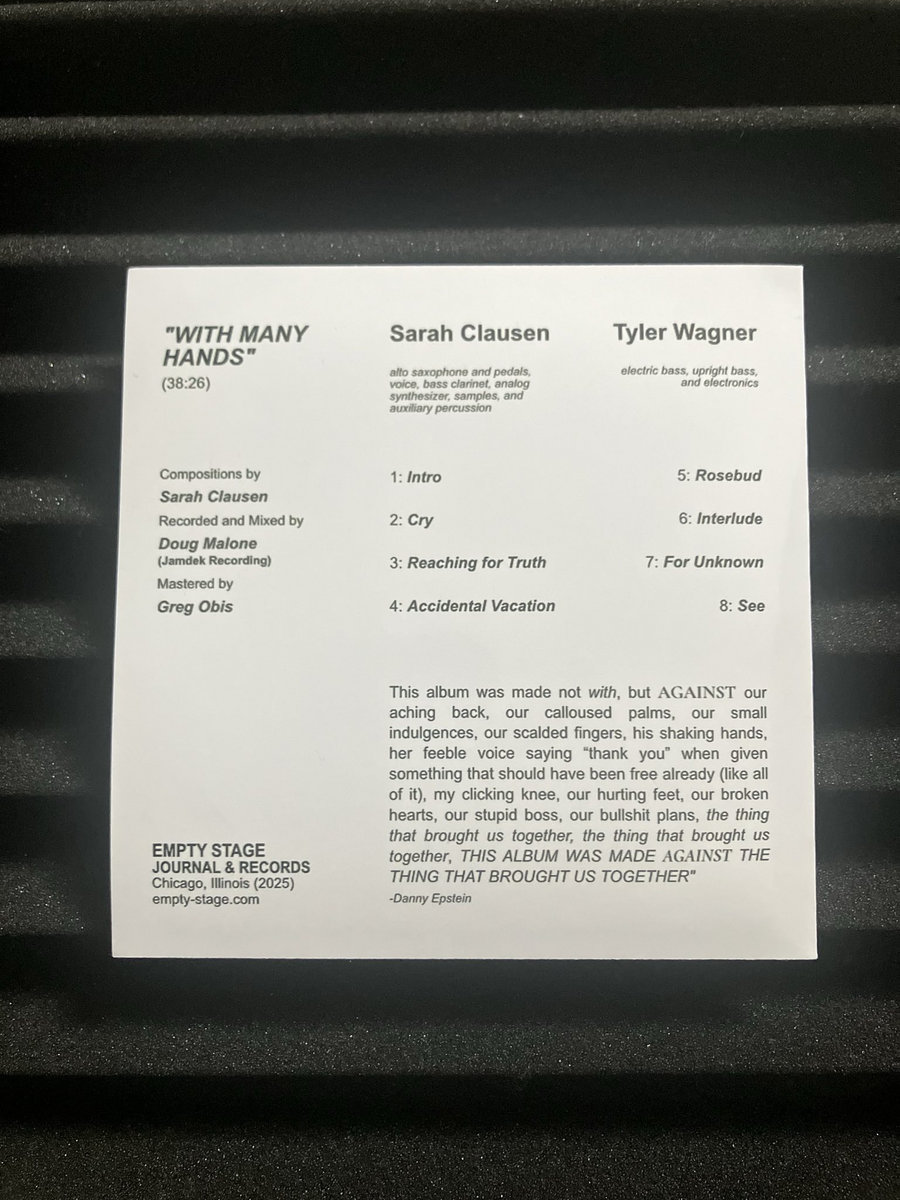 "WITH MANY
HANDS"
(38:26)
Sarah Clausen
alto saxophone and pedals,
voice, bass clarinet, analog
synthesizer, samples, and
auxiliary percussion
Tyler Wagner
electric bass, upright bass,
and electronics
Compositions by
Sarah Clausen
Recorded and Mixed by
Doug Malone
(Jamdek Recording)
Mastered by
Greg Obis
1: Intro
2: Cry
3: Reaching for Truth
4: Accidental Vacation
5: Rosebud
6: Interlude
7: For Unknown
8: See
This album was made not with, but AGAINST our
aching back, our calloused palms, our small
indulgences, our scalded fingers, his shaking hands,
her feeble voice saying “thank you” when given
something that should have been free already (like all
of it), my clicking knee, our hurting feet, our broken
hearts, our stupid boss, our bullshit plans, the thing
that brought us together, the thing that brought us
together, THIS ALBUM WAS MADE AGAINST THE
THING THAT BROUGHT US TOGETHER"
-Danny Epstein
EMPTY STAGE
JOURNAL & RECORDS
Chicago, Illinois (2025)
empty-stage.com